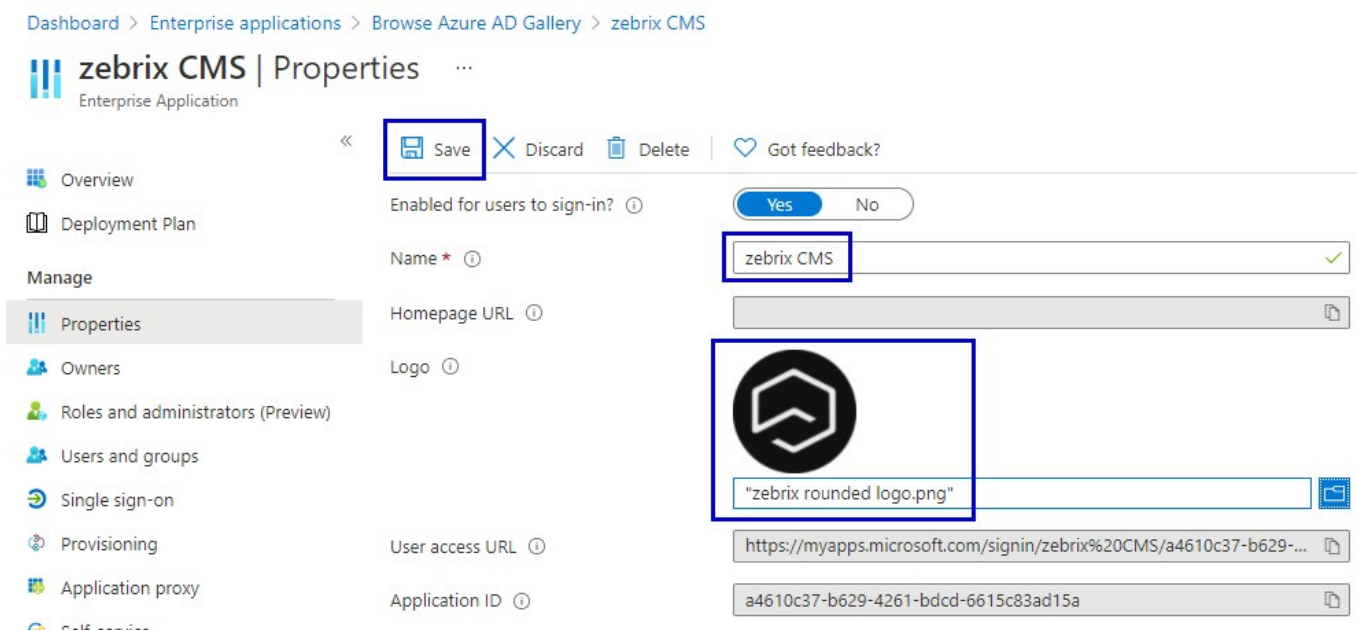 Dashboard > Enterprise applications > Browse Azure AD Gallery > zebrix CMS
zebrix CMS | Properties ...
Enterprise Application
«
Save Discard Delete Got feedback?
Overview
Deployment Plan
Manage
Properties
Owners
Roles and administrators (Preview)
Users and groups
Single sign-on
Provisioning
Application proxy
Self-service
Enabled for users to sign-in? Yes No
Name * zebrix CMS
Homepage URL
Logo
"zebrix rounded logo.png"
User access URL https://myapps.microsoft.com/signin/zebrix%20CMS/a4610c37-b629-...
Application ID a4610c37-b629-4261-bdcd-6615c83ad15a